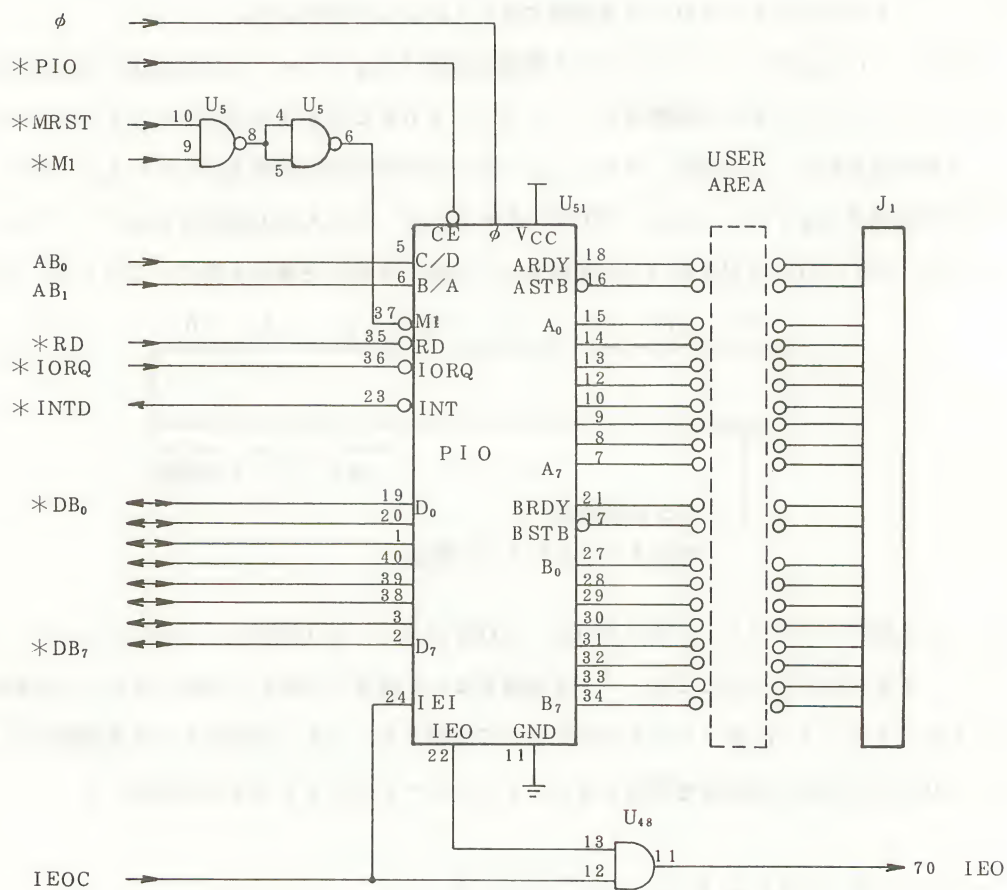 φ
*PIO
U5 U5
*MRST 10 8 4 6
*M1 9 5
USER
AREA
U51 J1
CE φ VCC
AB0 5 C/D ARDY 18
AB1 6 B/A ASTB 16
37 M1 A0 15
*RD 35 RD 14
*IORQ 36 IORQ 13
12
*INTD 23 INT 10
9
8
PIO
A7 7
*DB0 19 D0 BRDY 21
20 BSTB 17
1
40 B0 27
39 28
38 29
3 30
*DB7 2 D7 31
32
33
24 IEI B7 34
IEO GND
22 11
U48
13
12 11 70 IEO
IEOC